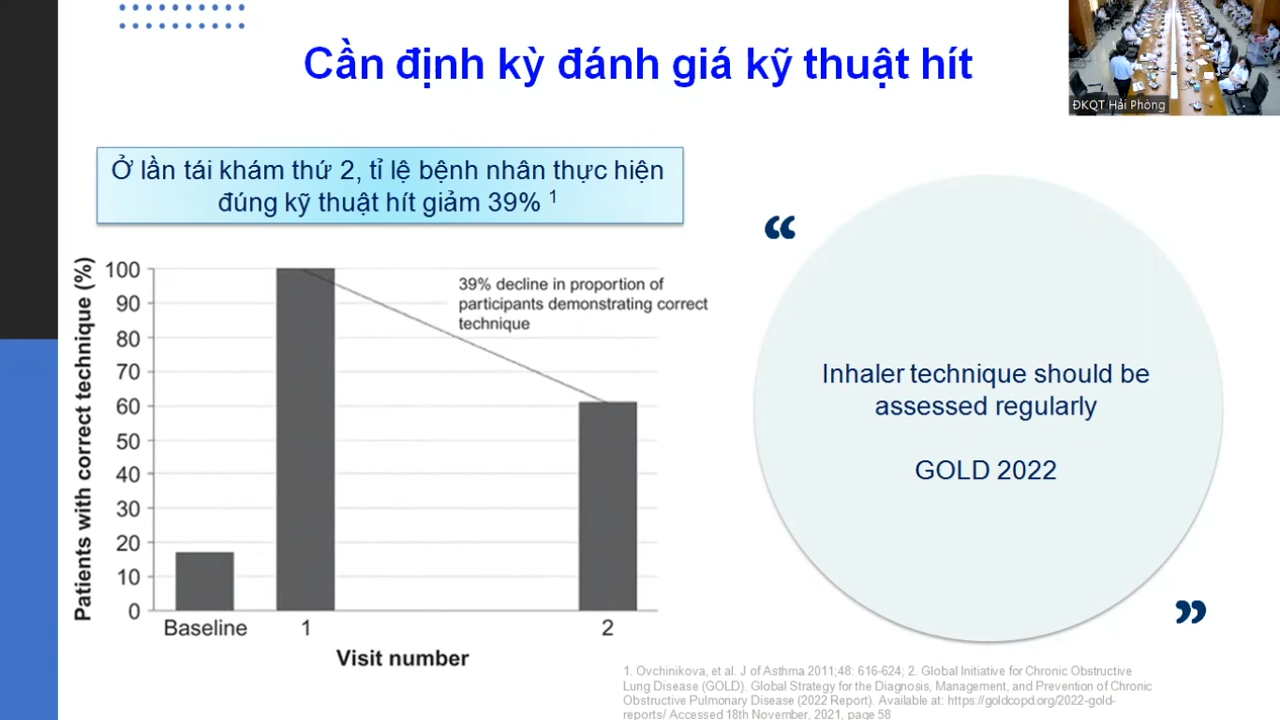 Cần định kỳ đánh giá kỹ thuật hít
ĐKQT Hải Phòng
Ở lần tái khám thứ 2, tỉ lệ bệnh nhân thực hiện
đúng kỹ thuật hít giảm 39% 1
Patients with correct technique (%)
100
90
80
70
60
50
40
30
20
10
0
39% decline in proportion of
participants demonstrating correct
technique
Baseline 1 2
Visit number
“
Inhaler technique should be
assessed regularly
GOLD 2022
”
1. Ovchinikova, et al. J of Asthma 2011;48: 616-624; 2. Global Initiative for Chronic Obstructive
Lung Disease (GOLD). Global Strategy for the Diagnosis, Management, and Prevention of Chronic
Obstructive Pulmonary Disease (2022 Report). Available at: https://goldcopd.org/2022-gold-
reports/ Accessed 18th November, 2021, page 58